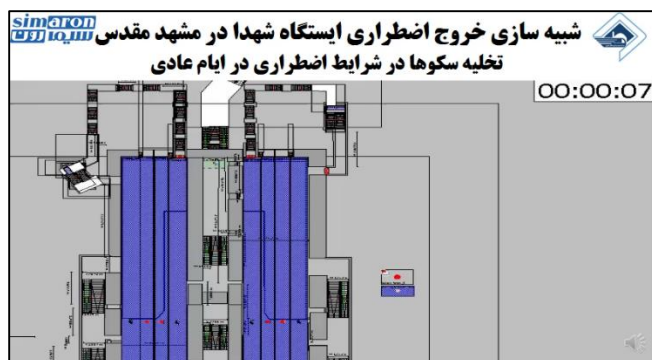 simaron
سیمارون
شبیه سازی خروج اضطراری ایستگاه شهدا در مشهد مقدس
تخلیه سکوها در شرایط اضطراری در ایام عادی
00:00:07